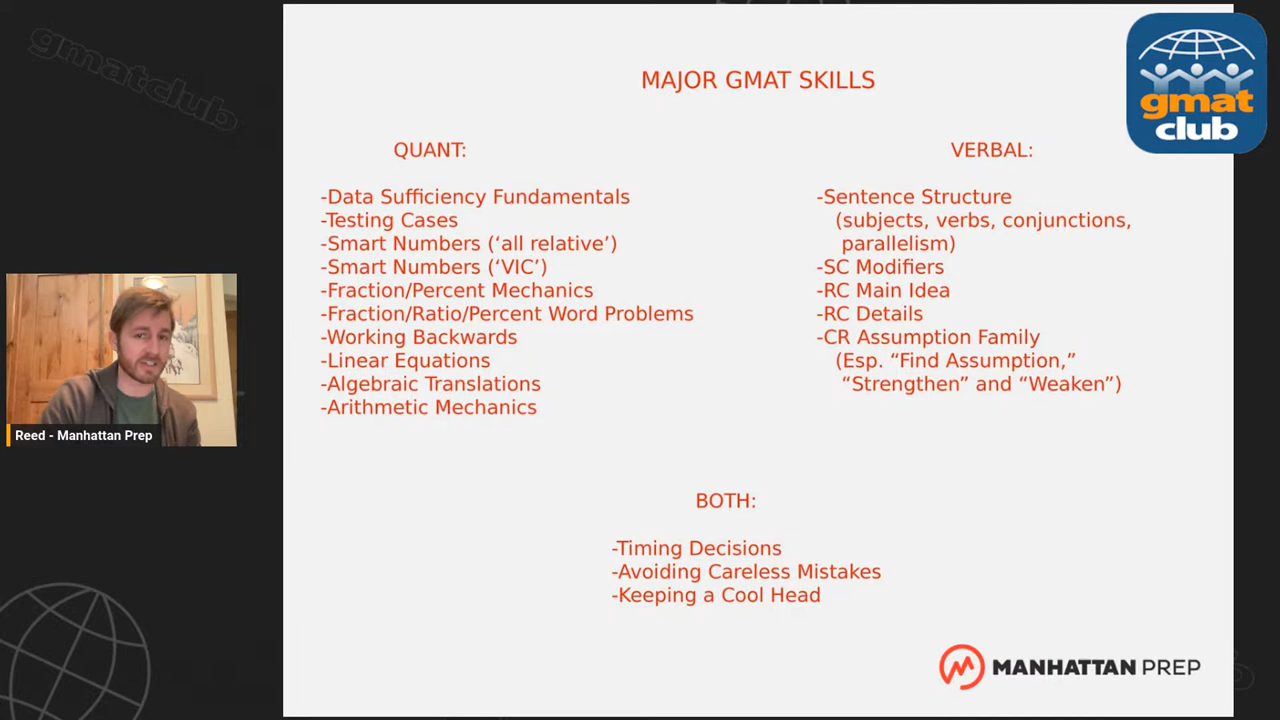 gmatclub
gmat
club
MAJOR GMAT SKILLS
QUANT:
-Data Sufficiency Fundamentals
-Testing Cases
-Smart Numbers (‘all relative’)
-Smart Numbers (‘VIC’)
-Fraction/Percent Mechanics
-Fraction/Ratio/Percent Word Problems
-Working Backwards
-Linear Equations
-Algebraic Translations
-Arithmetic Mechanics
VERBAL:
-Sentence Structure
(subjects, verbs, conjunctions,
parallelism)
-SC Modifiers
-RC Main Idea
-RC Details
-CR Assumption Family
(Esp. “Find Assumption,”
“Strengthen” and “Weaken”)
Reed - Manhattan Prep
BOTH:
-Timing Decisions
-Avoiding Careless Mistakes
-Keeping a Cool Head
MANHATTAN PREP